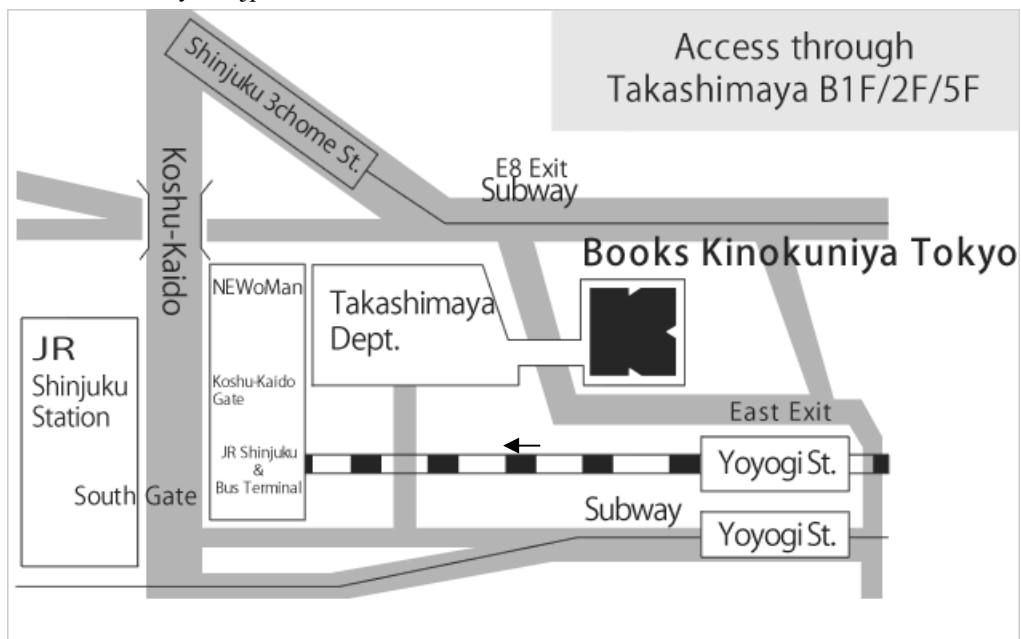 Access through
Takashimaya B1F/2F/5F
Shinjuku 3chome St.
Koshu-Kaido
E8 Exit
Subway
Books Kinokuniya Tokyo
NEWoMan
Takashimaya
Dept.
JR
Shinjuku
Station
Koshu-Kaido
Gate
East Exit
JR Shinjuku
&
Bus Terminal
Yoyogi St.
South Gate
Subway
Yoyogi St.